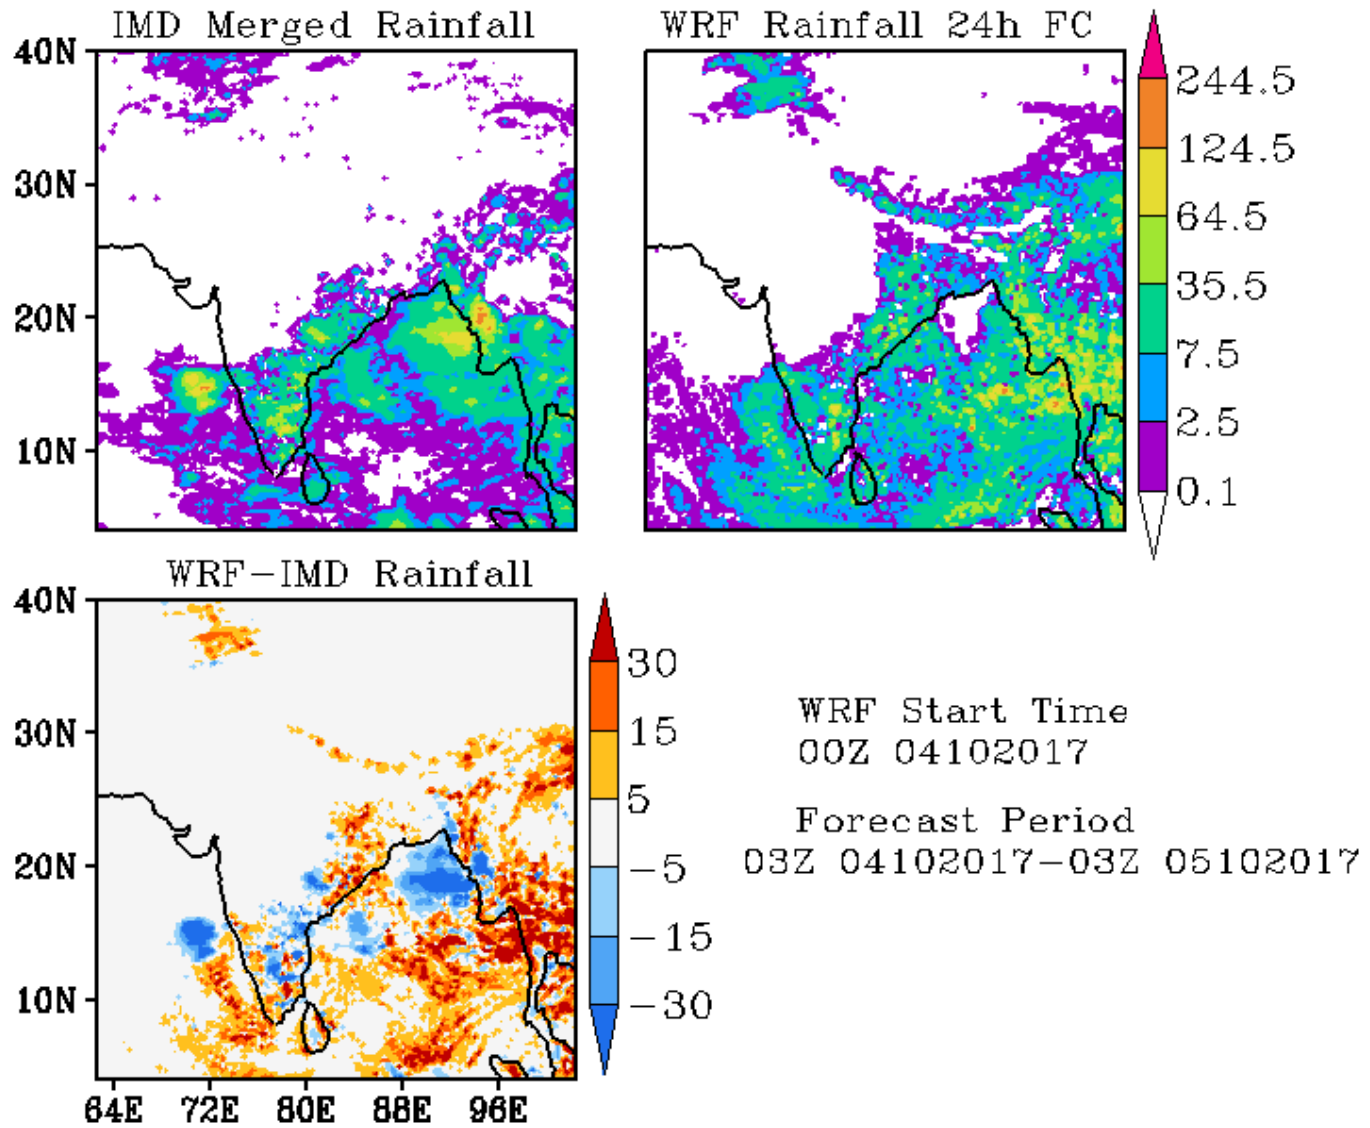 IMD Merged Rainfall
WRF Rainfall 24h FC
40N
30N
20N
10N
244.5
124.5
64.5
35.5
7.5
2.5
0.1
WRF-IMD Rainfall
40N
30N
20N
10N
64E 72E 80E 88E 96E
30
15
5
-5
-15
-30
WRF Start Time
00Z 04102017
Forecast Period
03Z 04102017-03Z 05102017